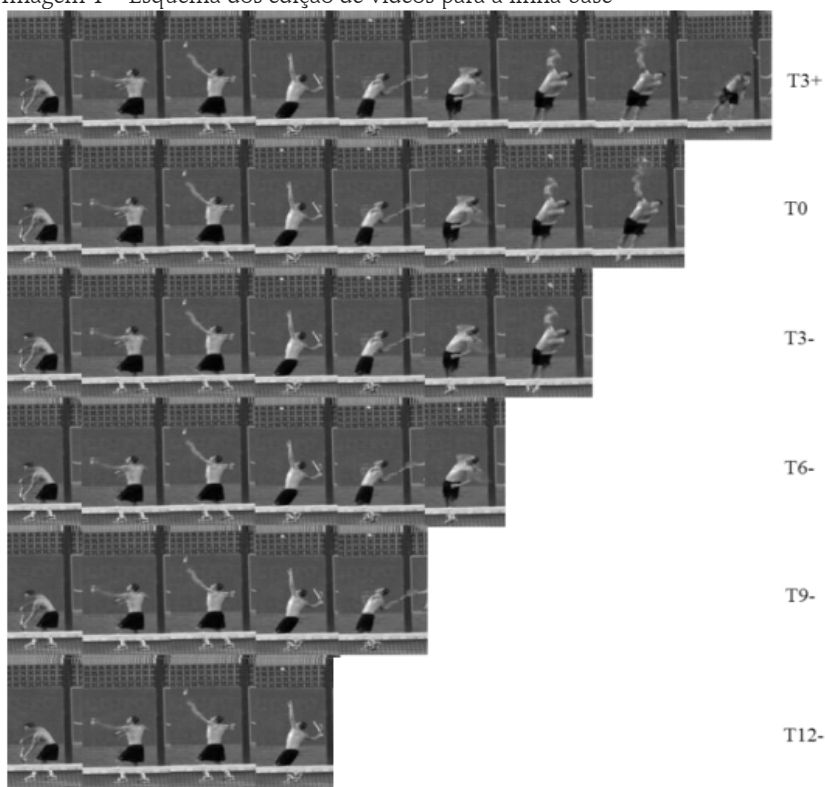 Imagem 1 – Esquema dos edição de vídeos para a linha base
T3+
T0
T3-
T6-
T9-
T12-